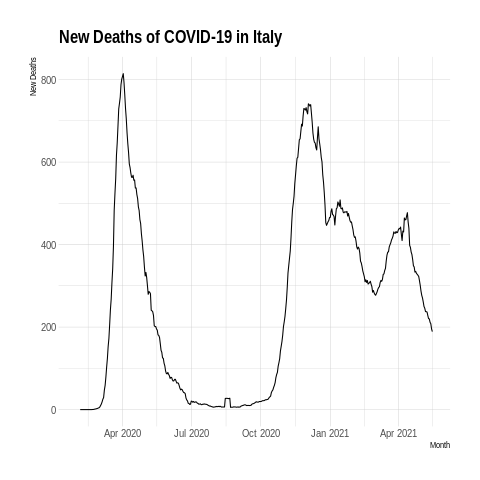 New Deaths of COVID-19 in Italy
New Deaths
800
600
400
200
0
Apr 2020 Jul 2020 Oct 2020 Jan 2021 Apr 2021
Month